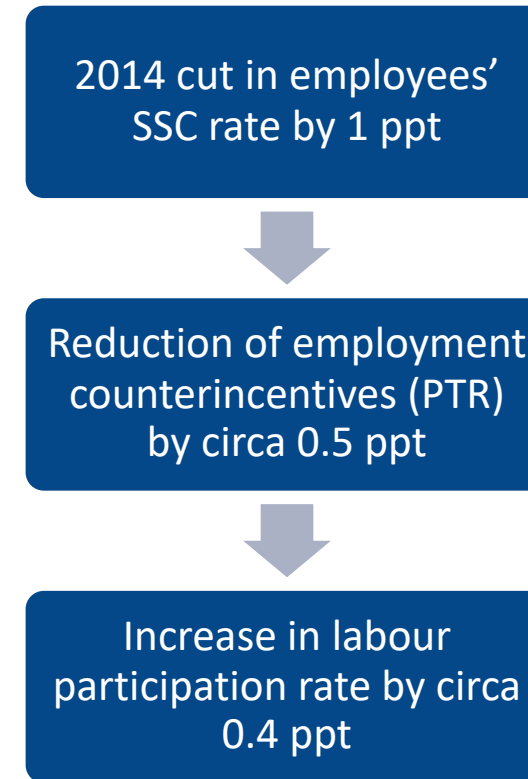 2014 cut in employees’
SSC rate by 1 ppt
Reduction of employment
counterincentives (PTR)
by circa 0.5 ppt
Increase in labour
participation rate by circa
0.4 ppt